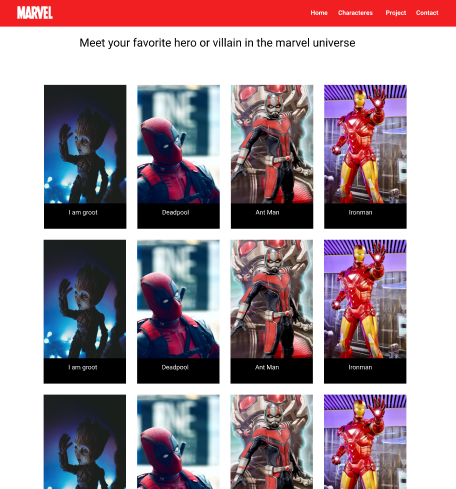 MARVEL
Home Characteres Project Contact
Meet your favorite hero or villain in the marvel universe
I am groot Deadpool Ant Man Ironman
I am groot Deadpool Ant Man Ironman